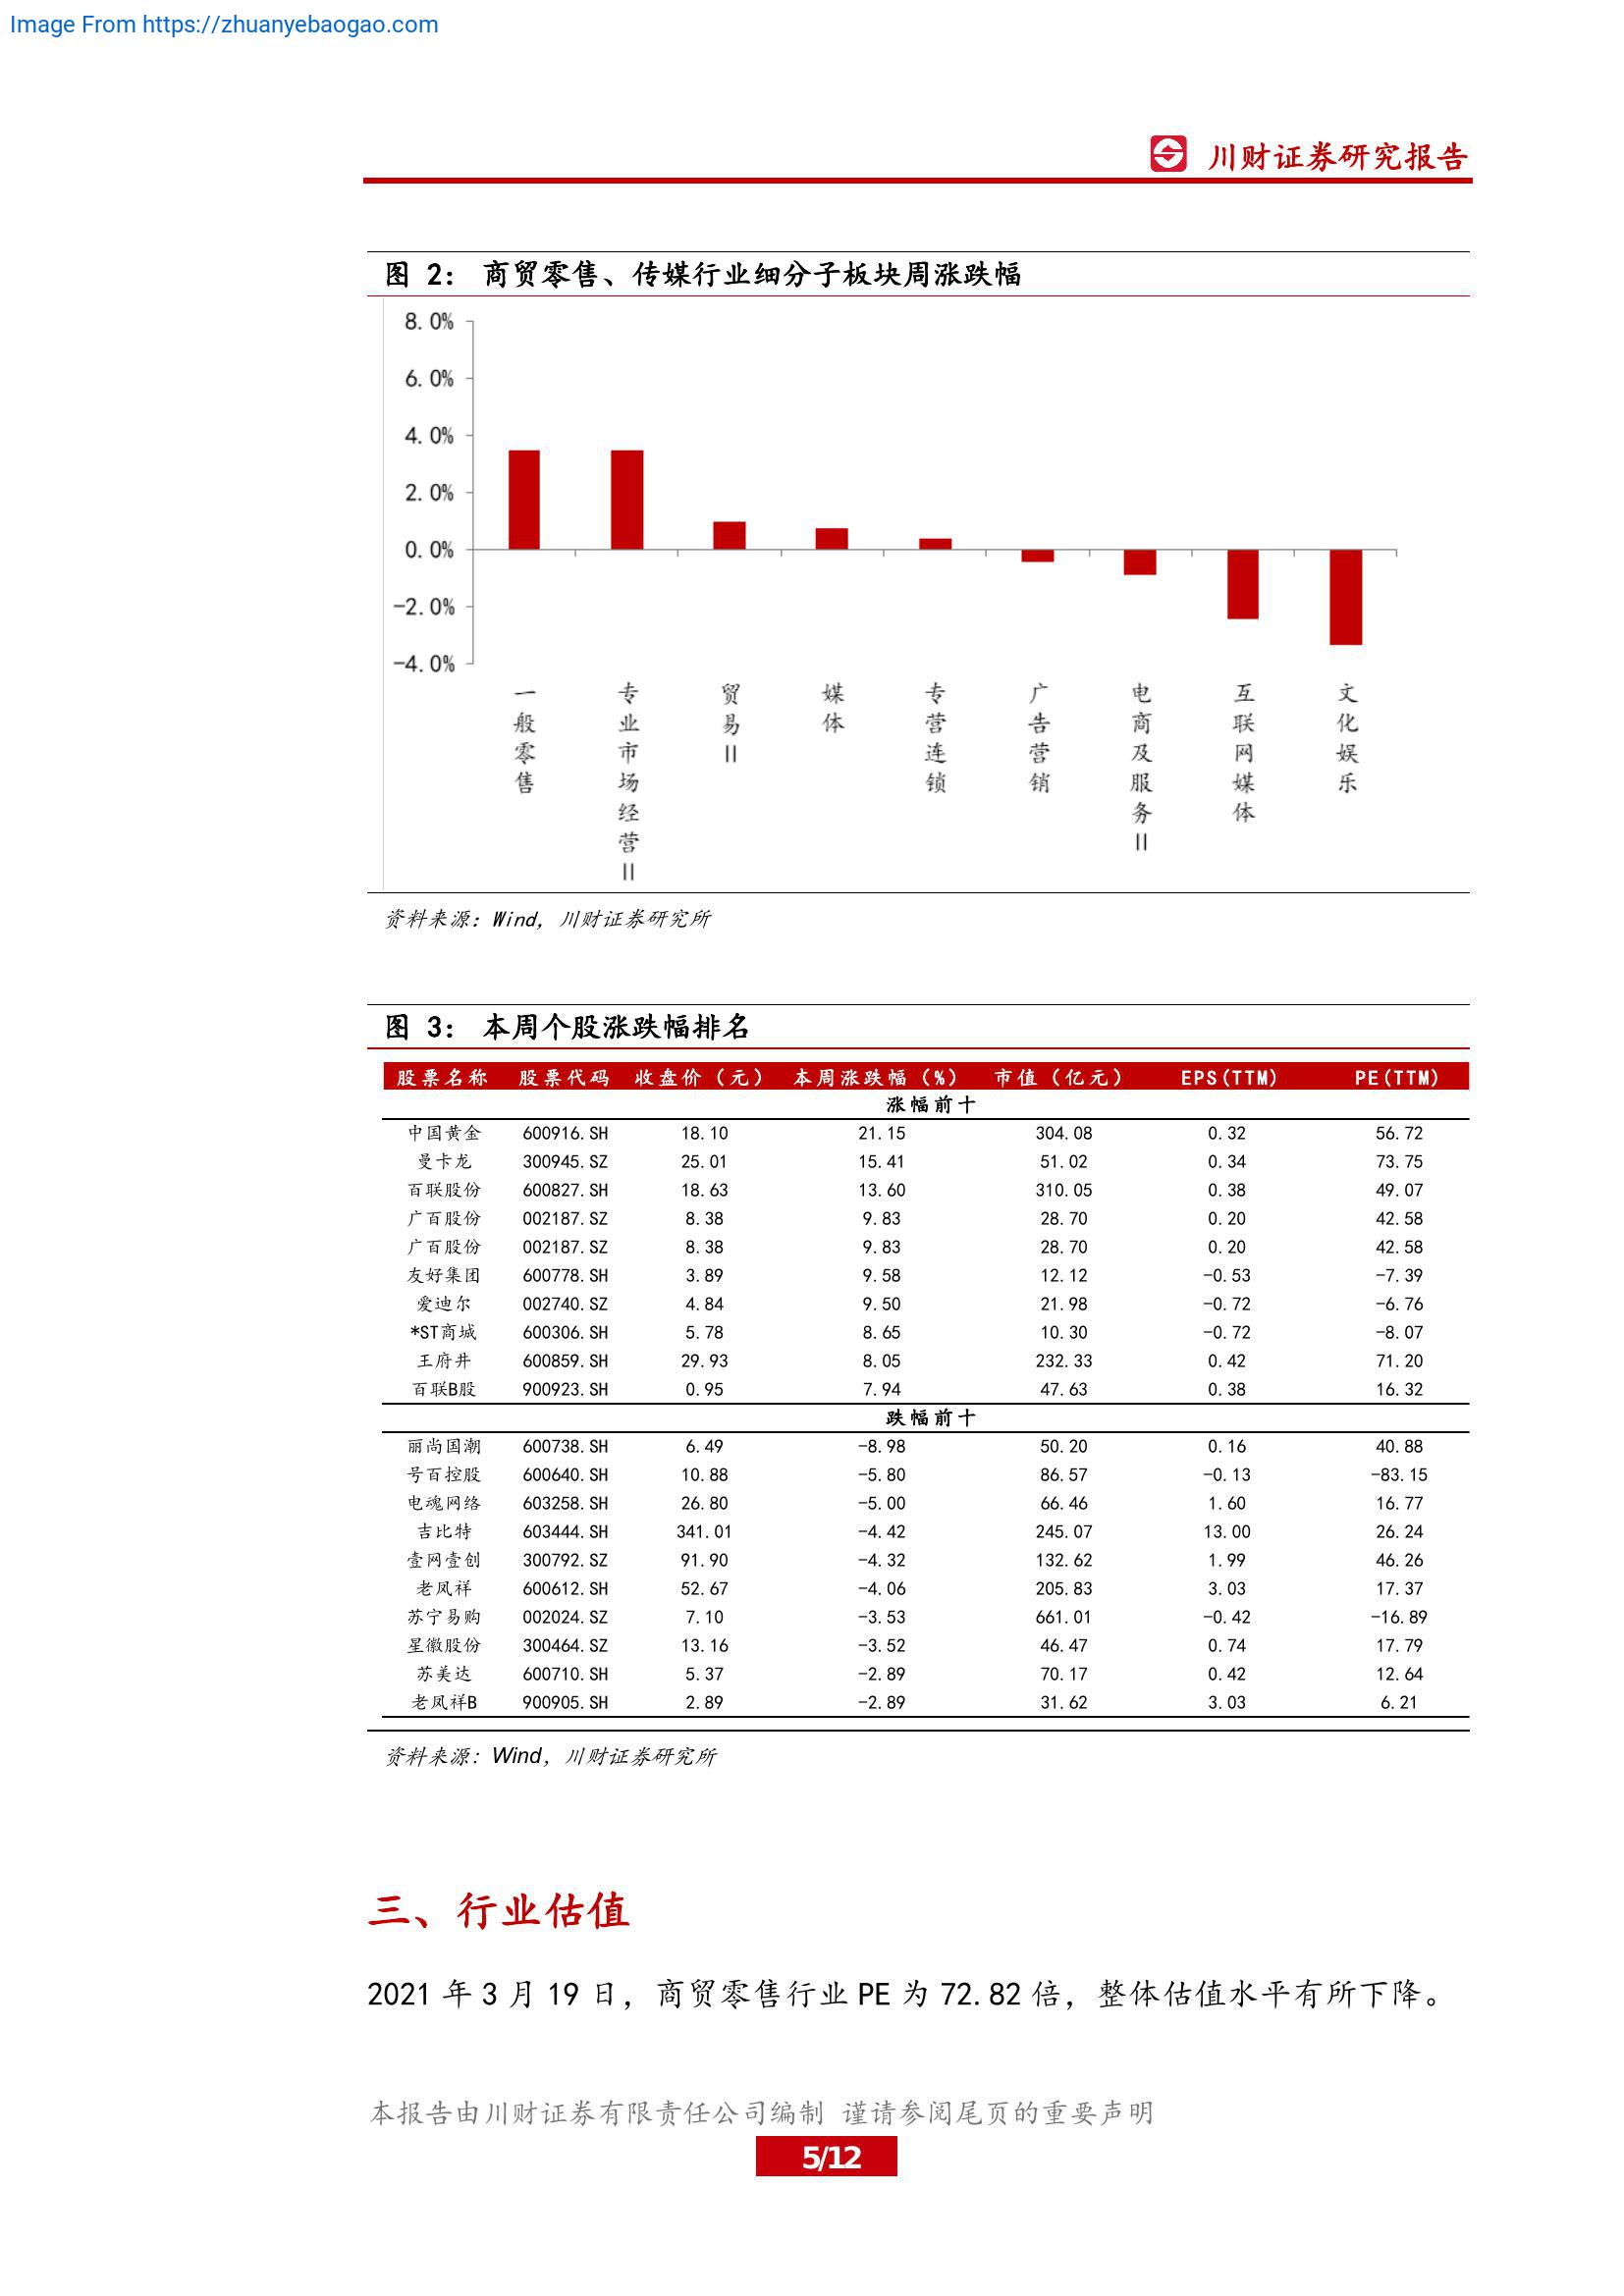 Image From https://zhuanyebaogao.com
川财证券研究报告
图 2: 商贸零售、传媒行业细分子板块周涨跌幅
8.0%
6.0%
4.0%
2.0%
0.0%
-2.0%
-4.0%
一般零售
专业市场经营Ⅱ
贸易Ⅱ
媒体
专营连锁
广告营销
电商及服务Ⅱ
互联网媒体
文化娱乐
资料来源: Wind, 川财证券研究所
图 3: 本周个股涨跌幅排名
股票名称 股票代码 收盘价（元） 本周涨跌幅（%） 市值（亿元） EPS(TTM) PE(TTM)
涨幅前十
中国黄金 600916.SH 18.10 21.15 304.08 0.32 56.72
曼卡龙 300945.SZ 25.01 15.41 51.02 0.34 73.75
百联股份 600827.SH 18.63 13.60 310.05 0.38 49.07
广百股份 002187.SZ 8.38 9.83 28.70 0.20 42.58
广百股份 002187.SZ 8.38 9.83 28.70 0.20 42.58
友好集团 600778.SH 3.89 9.58 12.12 -0.53 -7.39
爱迪尔 002740.SZ 4.84 9.50 21.98 -0.72 -6.76
*ST商城 600306.SH 5.78 8.65 10.30 -0.72 -8.07
王府井 600859.SH 29.93 8.05 232.33 0.42 71.20
百联B股 900923.SH 0.95 7.94 47.63 0.38 16.32
跌幅前十
丽尚国潮 600738.SH 6.49 -8.98 50.20 0.16 40.88
号百控股 600640.SH 10.88 -5.80 86.57 -0.13 -83.15
电魂网络 603258.SH 26.80 -5.00 66.46 1.60 16.77
吉比特 603444.SH 341.01 -4.42 245.07 13.00 26.24
壹网壹创 300792.SZ 91.90 -4.32 132.62 1.99 46.26
老凤祥 600612.SH 52.67 -4.06 205.83 3.03 17.37
苏宁易购 002024.SZ 7.10 -3.53 661.01 -0.42 -16.89
星徽股份 300464.SZ 13.16 -3.52 46.47 0.74 17.79
苏美达 600710.SH 5.37 -2.89 70.17 0.42 12.64
老凤祥B 900905.SH 2.89 -2.89 31.62 3.03 6.21
资料来源: Wind, 川财证券研究所
三、行业估值
2021 年 3 月 19 日，商贸零售行业 PE 为 72.82 倍，整体估值水平有所下降。
本报告由川财证券有限责任公司编制 谨请参阅尾页的重要声明
5/12